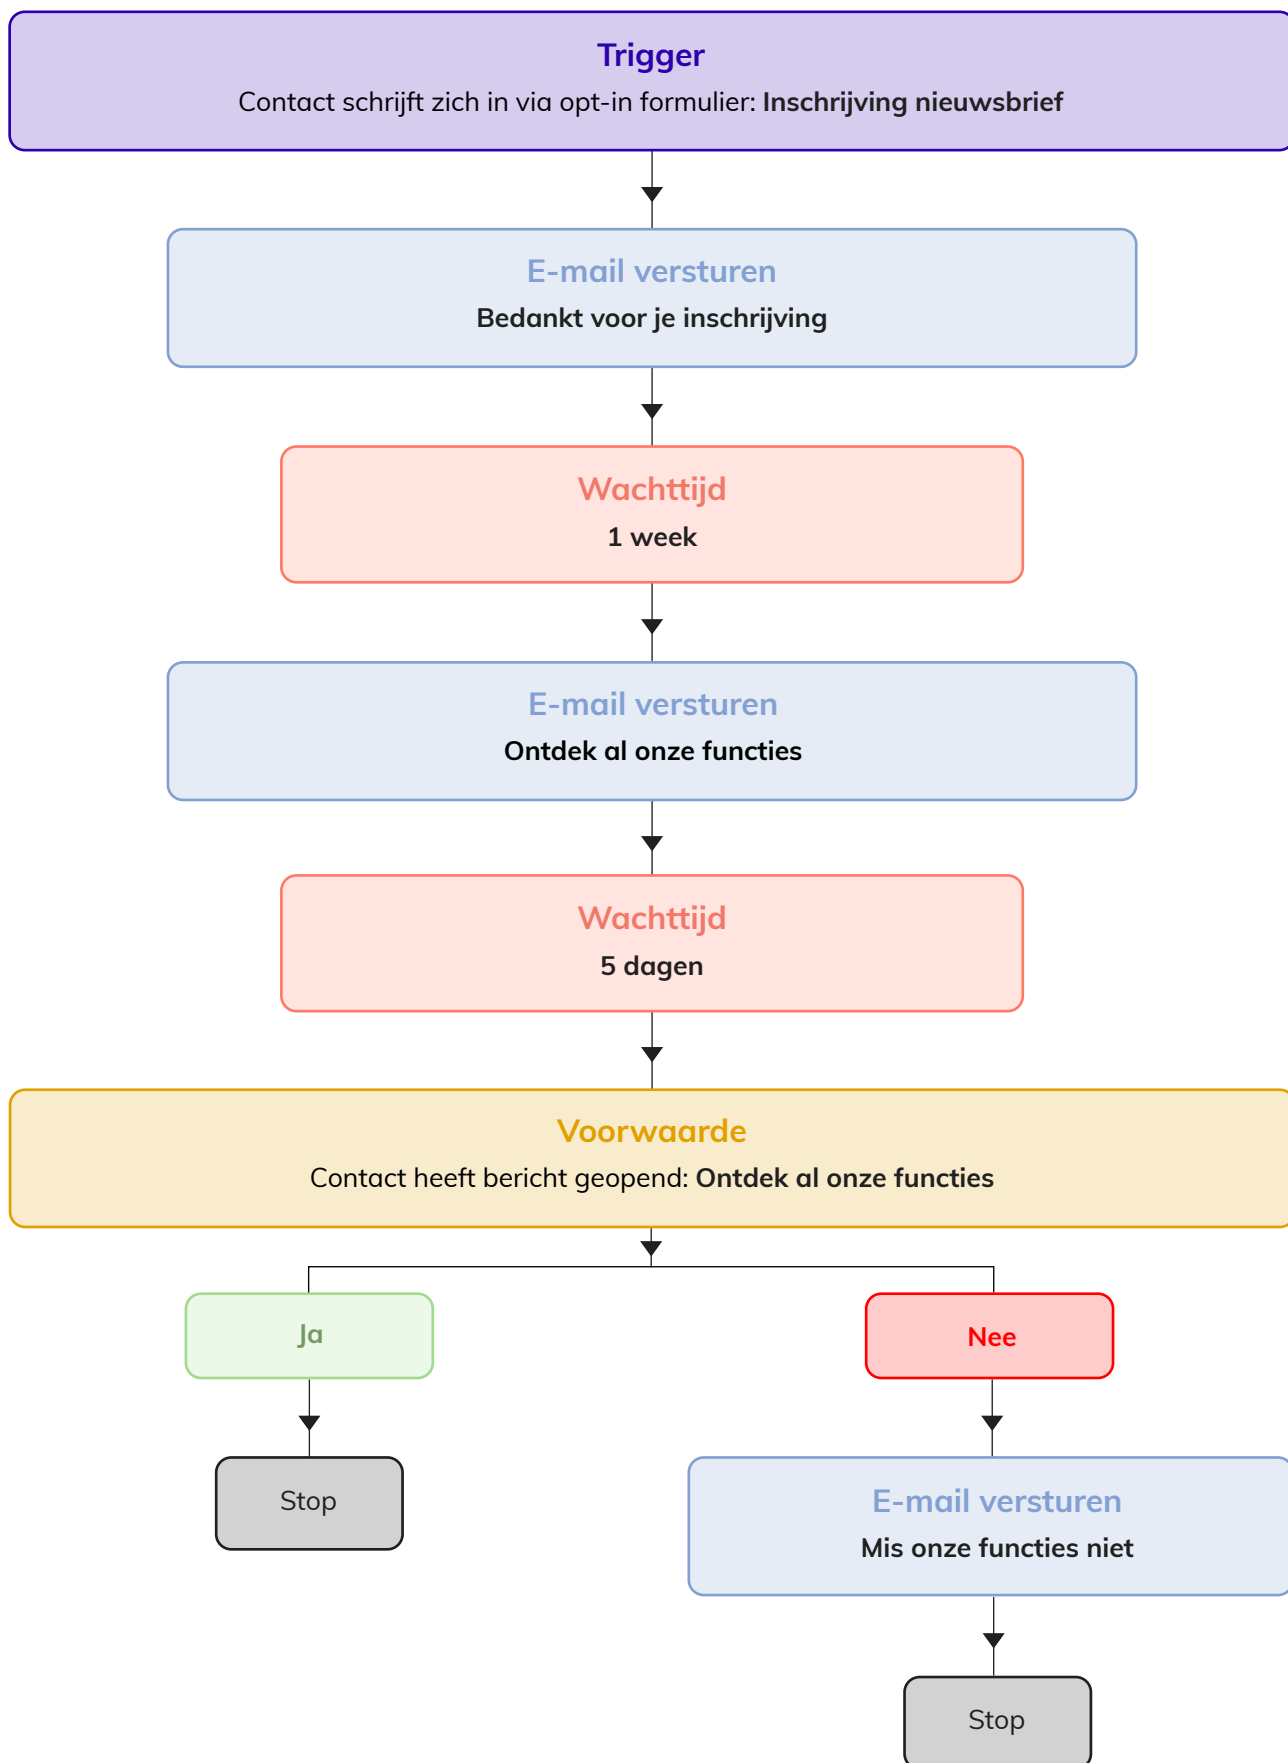 Trigger
Contact schrijft zich in via opt-in formulier: Inschrijving nieuwsbrief
E-mail versturen
Bedankt voor je inschrijving
Wachttijd
1 week
E-mail versturen
Ontdek al onze functies
Wachttijd
5 dagen
Voorwaarde
Contact heeft bericht geopend: Ontdek al onze functies
Ja
Nee
Stop
E-mail versturen
Mis onze functies niet
Stop